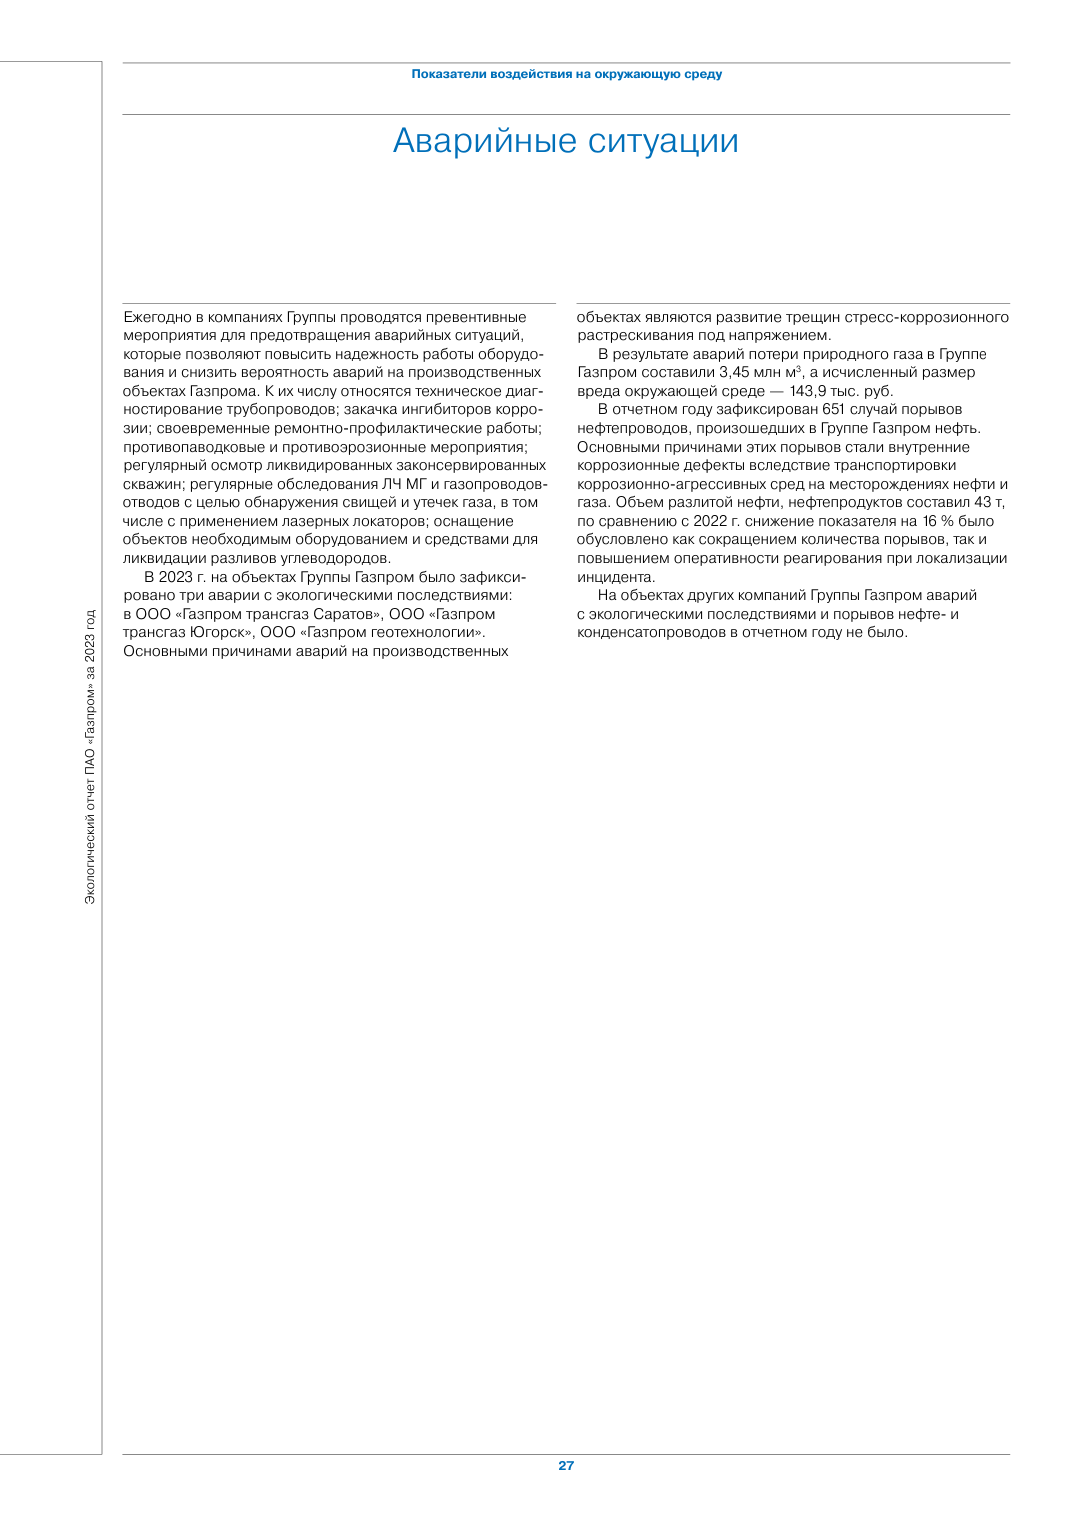 Показатели воздействия на окружающую среду
Аварийные ситуации
Ежегодно в компаниях Группы проводятся превентивные
мероприятия для предотвращения аварийных ситуаций,
которые позволяют повысить надежность работы оборудо-
вания и снизить вероятность аварий на производственных
объектах Газпрома. К их числу относятся техническое диаг-
ностирование трубопроводов; закачка ингибиторов корро-
зии; своевременные ремонтно-профилактические работы;
противопаводковые и противоэрозионные мероприятия;
регулярный осмотр ликвидированных законсервированных
скважин; регулярные обследования ЛЧ МГ и газопроводов-
отводов с целью обнаружения свищей и утечек газа, в том
числе с применением лазерных локаторов; оснащение
объектов необходимым оборудованием и средствами для
ликвидации разливов углеводородов.
В 2023 г. на объектах Группы Газпром было зафикси-
ровано три аварии с экологическими последствиями:
в ООО «Газпром трансгаз Саратов», ООО «Газпром
трансгаз Югорск», ООО «Газпром геотехнологии».
Основными причинами аварий на производственных
объектах являются развитие трещин стресс-коррозионного
растрескивания под напряжением.
В результате аварий потери природного газа в Группе
Газпром составили 3,45 млн м³, а исчисленный размер
вреда окружающей среде — 143,9 тыс. руб.
В отчетном году зафиксирован 651 случай порывов
нефтепроводов, произошедших в Группе Газпром нефть.
Основными причинами этих порывов стали внутренние
коррозионные дефекты вследствие транспортировки
коррозионно-агрессивных сред на месторождениях нефти и
газа. Объем разлитой нефти, нефтепродуктов составил 43 т,
по сравнению с 2022 г. снижение показателя на 16 % было
обусловлено как сокращением количества порывов, так и
повышением оперативности реагирования при локализации
инцидента.
На объектах других компаний Группы Газпром аварий
с экологическими последствиями и порывов нефте- и
конденсатопроводов в отчетном году не было.
Экологический отчет ПАО «Газпром» за 2023 год
27